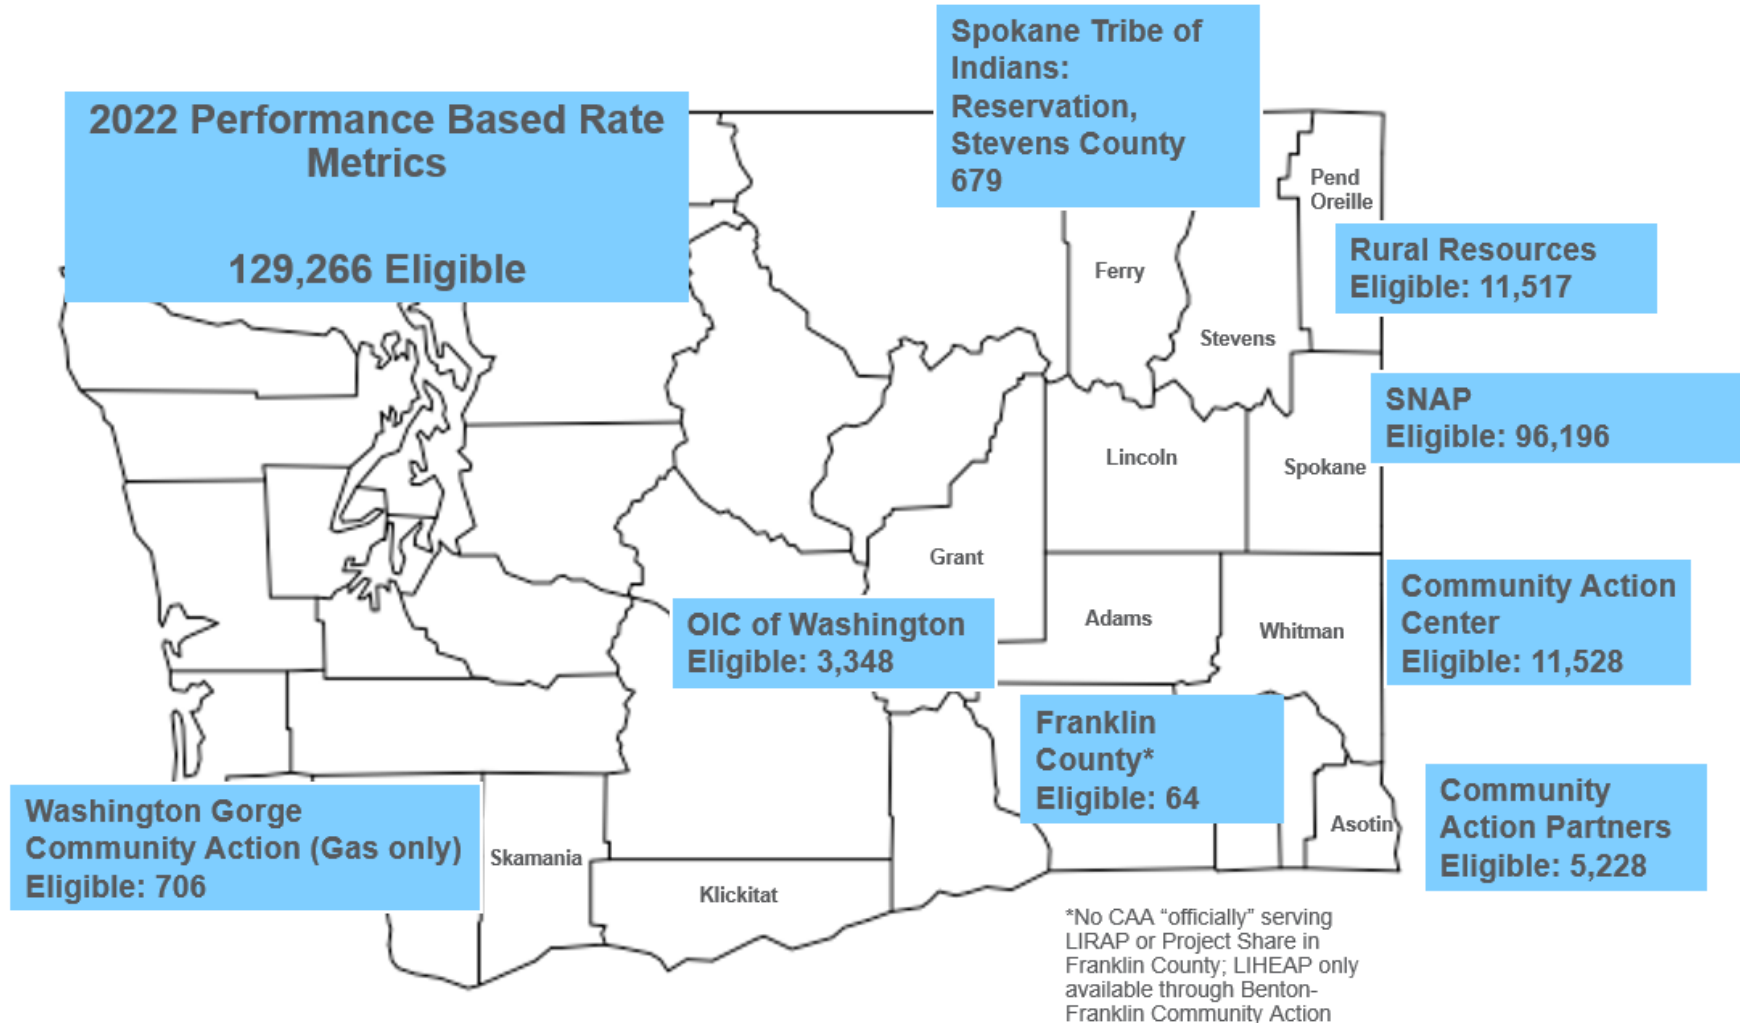 2022 Performance Based Rate
Metrics
129,266 Eligible
Spokane Tribe of
Indians:
Reservation,
Stevens County
679
Pend
Oreille
Rural Resources
Eligible: 11,517
Ferry
Stevens
SNAP
Eligible: 96,196
Lincoln
Spokane
Grant
Adams
Whitman
Community Action
Center
Eligible: 11,528
OIC of Washington
Eligible: 3,348
Franklin
County*
Eligible: 64
Community
Action Partners
Eligible: 5,228
Asotin
Washington Gorge
Community Action (Gas only)
Eligible: 706
Skamania
Klickitat
*No CAA “officially” serving
LIRAP or Project Share in
Franklin County; LIHEAP only
available through Benton-
Franklin Community Action